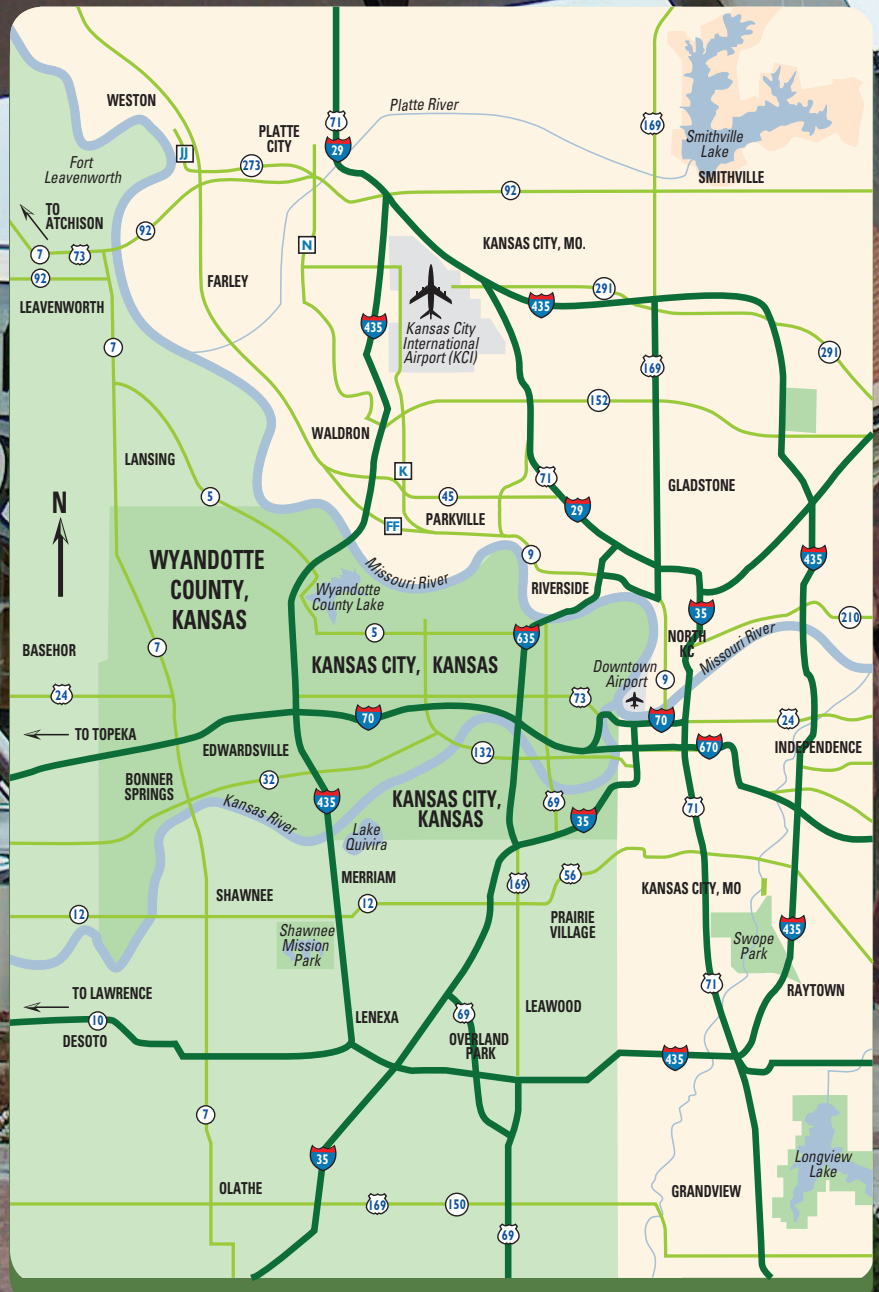 WESTON
Platte River
71
169
PLATTE
CITY
29
JJ
273
Fort
Leavenworth
Smithville
Lake
SMITHVILLE
92
TO
ATCHISON
92
7
73
N
KANSAS CITY, MO.
92
FARLEY
291
LEAVENWORTH
435
435
Kansas City
International
Airport (KCI)
7
291
169
152
WALDRON
LANSING
K
71
GLADSTONE
5
45
29
N
PARKVILLE
FF
9
435
WYANDOTTE
COUNTY,
KANSAS
Missouri River
Wyandotte
County Lake
RIVERSIDE
35
210
5
635
NORTH
KC
Missouri River
BASEHOR
7
KANSAS CITY, KANSAS
Downtown
Airport
9
24
73
70
70
24
TO TOPEKA
EDWARDSVILLE
132
670
INDEPENDENCE
BONNER
SPRINGS
32
435
KANSAS CITY,
KANSAS
69
71
Kansas River
35
Lake
Quivira
MERRIAM
169
56
SHAWNEE
KANSAS CITY, MO
12
12
PRAIRIE
VILLAGE
435
Shawnee
Mission
Park
Swope
Park
71
RAYTOWN
TO LAWRENCE
10
DESOTO
LENEXA
69
LEAWOOD
OVERLAND
PARK
435
7
35
Longview
Lake
OLATHE
169
150
GRANDVIEW
69